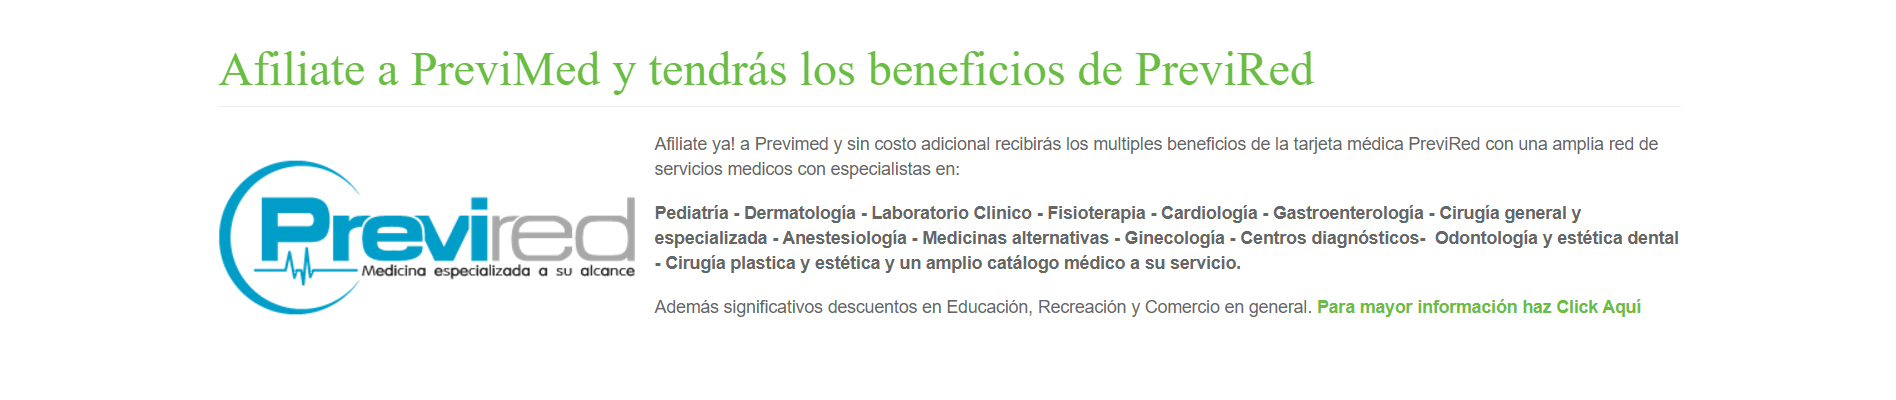 Afiliate a PreviMed y tendrás los beneficios de PreviRed
Previred
Medicina especializada a su alcance
Afiliate ya! a Previmed y sin costo adicional recibirás los multiples beneficios de la tarjeta médica PreviRed con una amplia red de
servicios medicos con especialistas en:
Pediatría - Dermatología - Laboratorio Clinico - Fisioterapia - Cardiología - Gastroenterología - Cirugía general y
especializada - Anestesiología - Medicinas alternativas - Ginecología - Centros diagnósticos-  Odontología y estética dental
- Cirugía plastica y estética y un amplio catálogo médico a su servicio.
Además significativos descuentos en Educación, Recreación y Comercio en general. Para mayor información haz Click Aquí